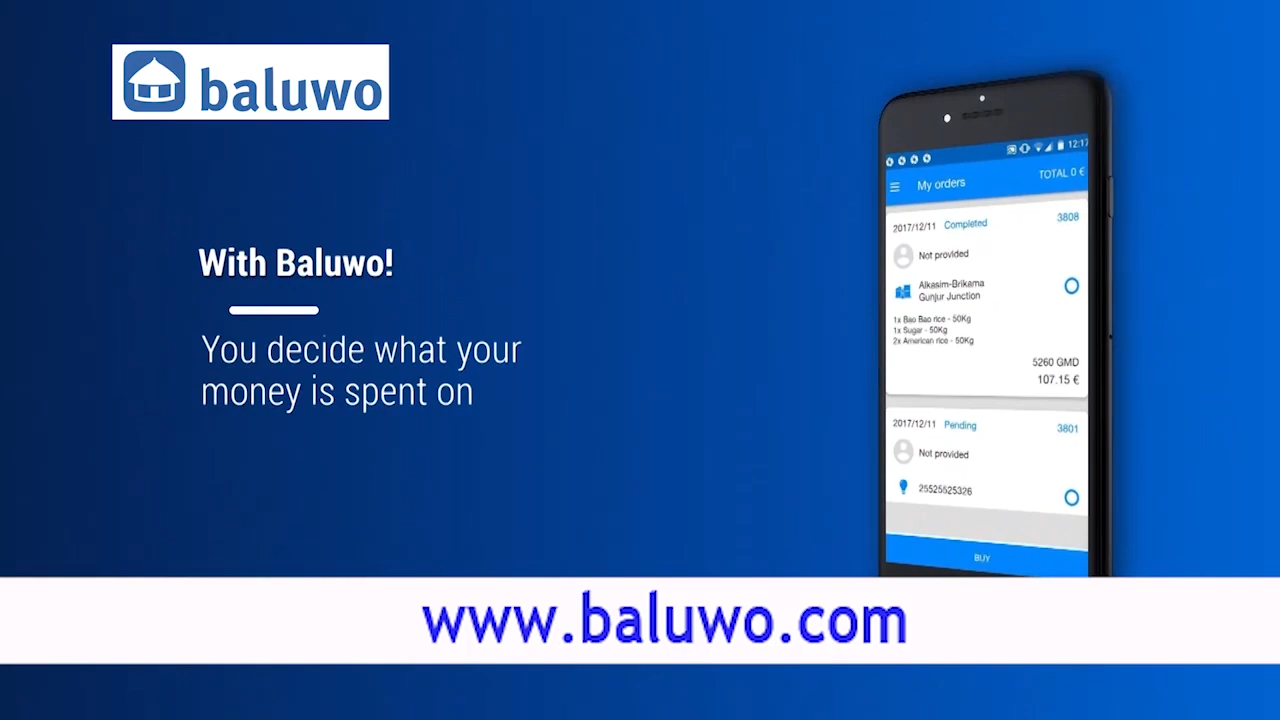 baluwo
With Baluwo!
You decide what your
money is spent on
12:17
My orders
TOTAL 0 €
2017/12/11 Completed 3808
Not provided
Alkasim-Brikama
Gunjur Junction
1x Bao Bao rice - 50Kg
1x Sugar - 50Kg
2x American rice - 50Kg
5260 GMD
107.15 €
2017/12/11 Pending 3801
Not provided
25525525326
BUY
www.baluwo.com